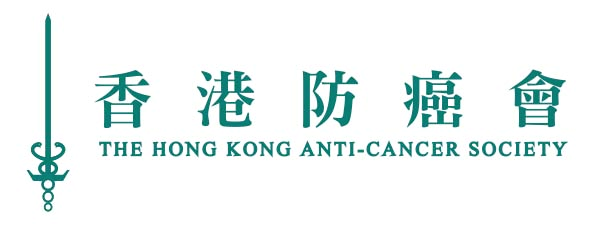 香港防癌會
THE HONG KONG ANTI-CANCER SOCIETY